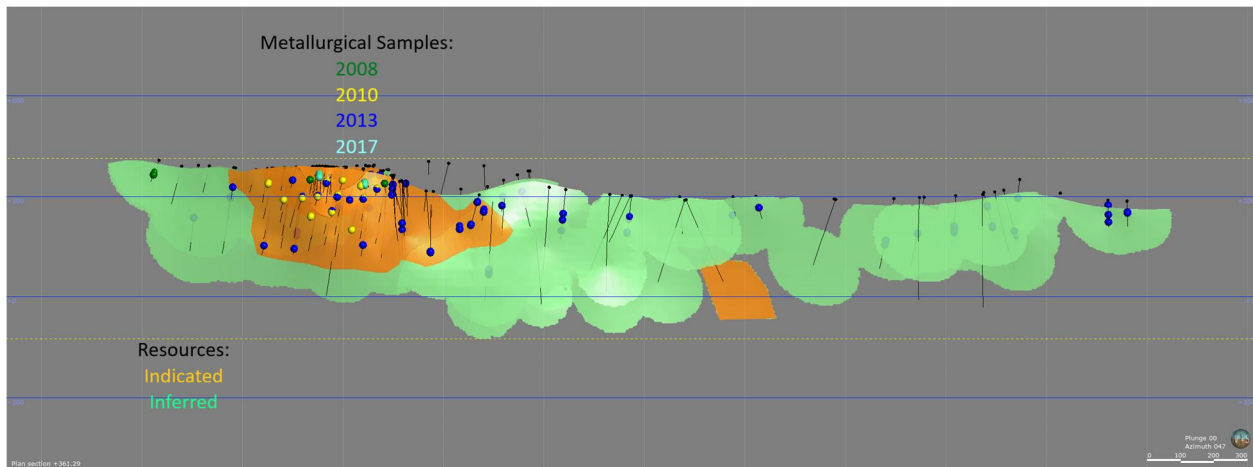 Metallurgical Samples:
2008
2010
2013
2017
Resources:
Indicated
Inferred
Plunge 00
Azimuth 047
0 100 200 300
Plan section +361.29